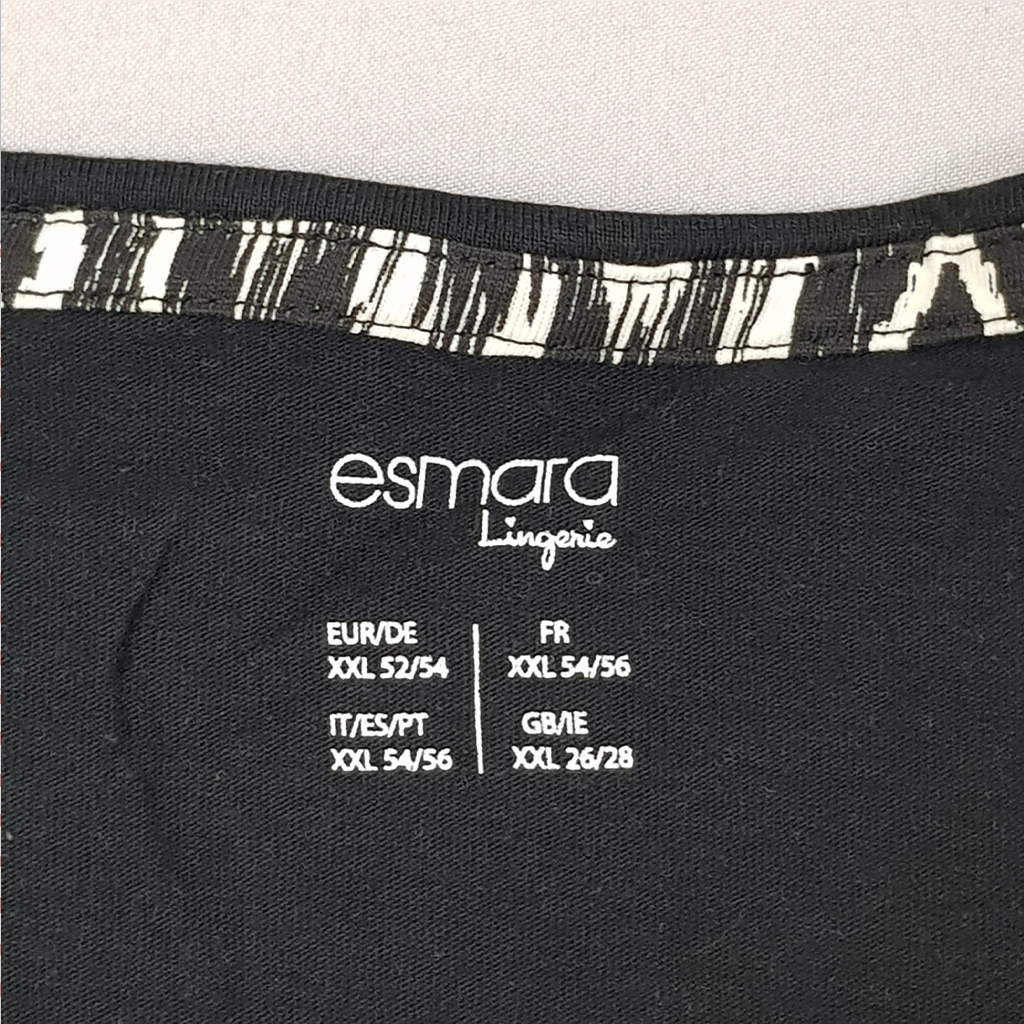 esmara
Lingerie
EUR/DE
XXL 52/54
FR
XXL 54/56
IT/ES/PT
XXL 54/56
GB/IE
XXL 26/28